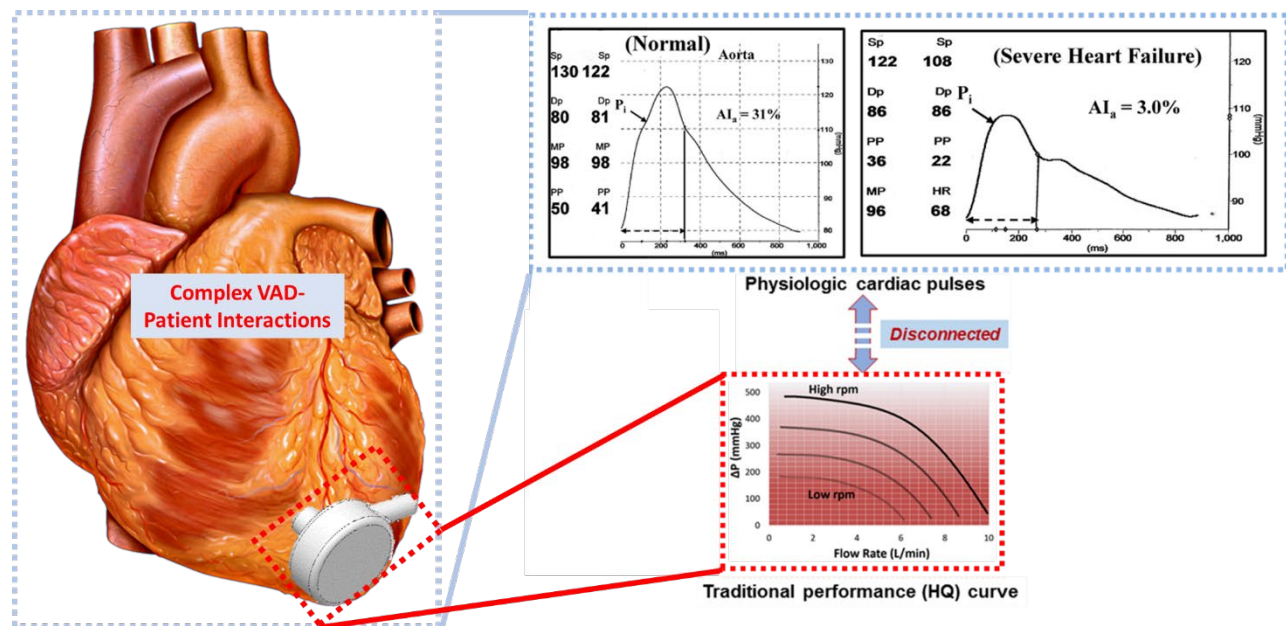 Complex VAD-
Patient Interactions
(Normal)
Aorta
Sp Sp
130 122
Dp Dp
80 81
MP MP
98 98
PP PP
50 41
Pi
AIa = 31%
130
120
110
100
90
80
(mmHg)
0 200 400 600 800 1,000
(ms)
(Severe Heart Failure)
Sp Sp
122 108
Dp Dp
86 86
PP PP
36 22
MP HR
96 68
Pi
AIa = 3.0%
120
110
100
90
(mmHg)
0 200 400 600 800 1,000
(ms)
Physiologic cardiac pulses
Disconnected
High rpm
Low rpm
ΔP (mmHg)
500
400
300
200
100
0
0 2 4 6 8 10
Flow Rate (L/min)
Traditional performance (HQ) curve